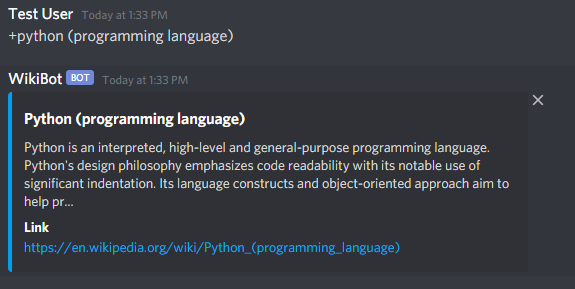 Test User Today at 1:33 PM
+python (programming language)
WikiBot BOT Today at 1:33 PM
Python (programming language)
Python is an interpreted, high-level and general-purpose programming language.
Python's design philosophy emphasizes code readability with its notable use of
significant indentation. Its language constructs and object-oriented approach aim to
help pr...
Link
https://en.wikipedia.org/wiki/Python_(programming_language)